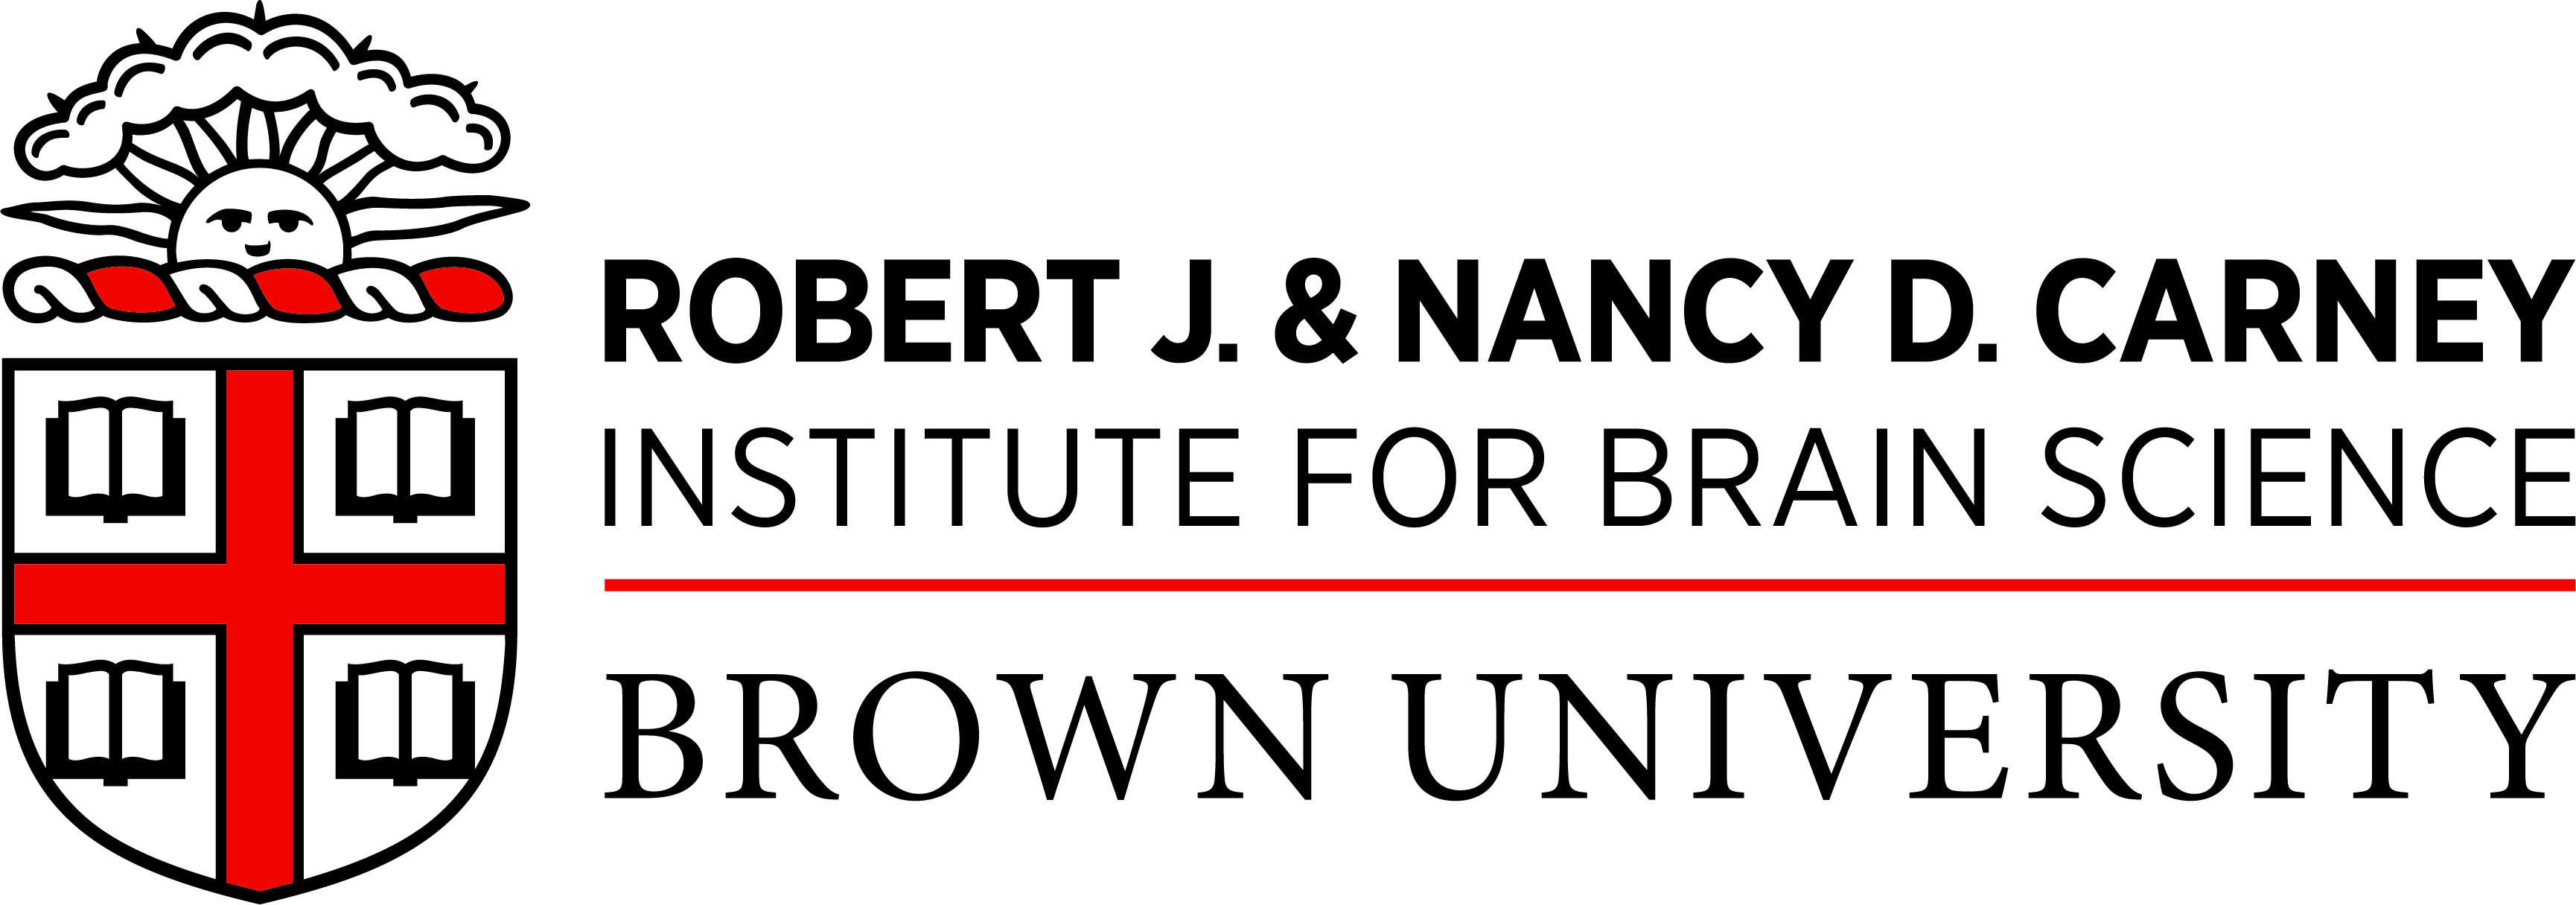 ROBERT J. & NANCY D. CARNEY
INSTITUTE FOR BRAIN SCIENCE
BROWN UNIVERSITY